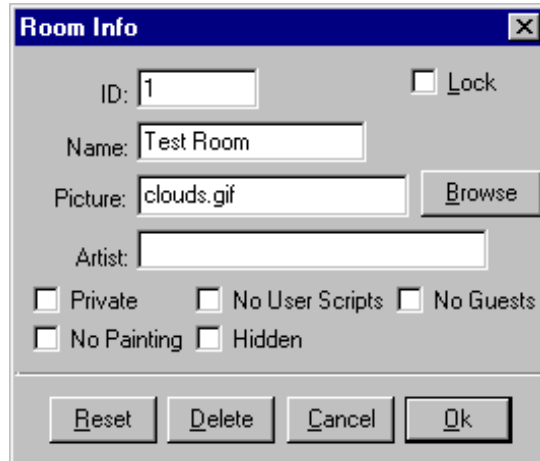 Room Info
ID: 1 Lock
Name: Test Room
Picture: clouds.gif Browse
Artist:
Private No User Scripts No Guests
No Painting Hidden
Reset Delete Cancel Ok